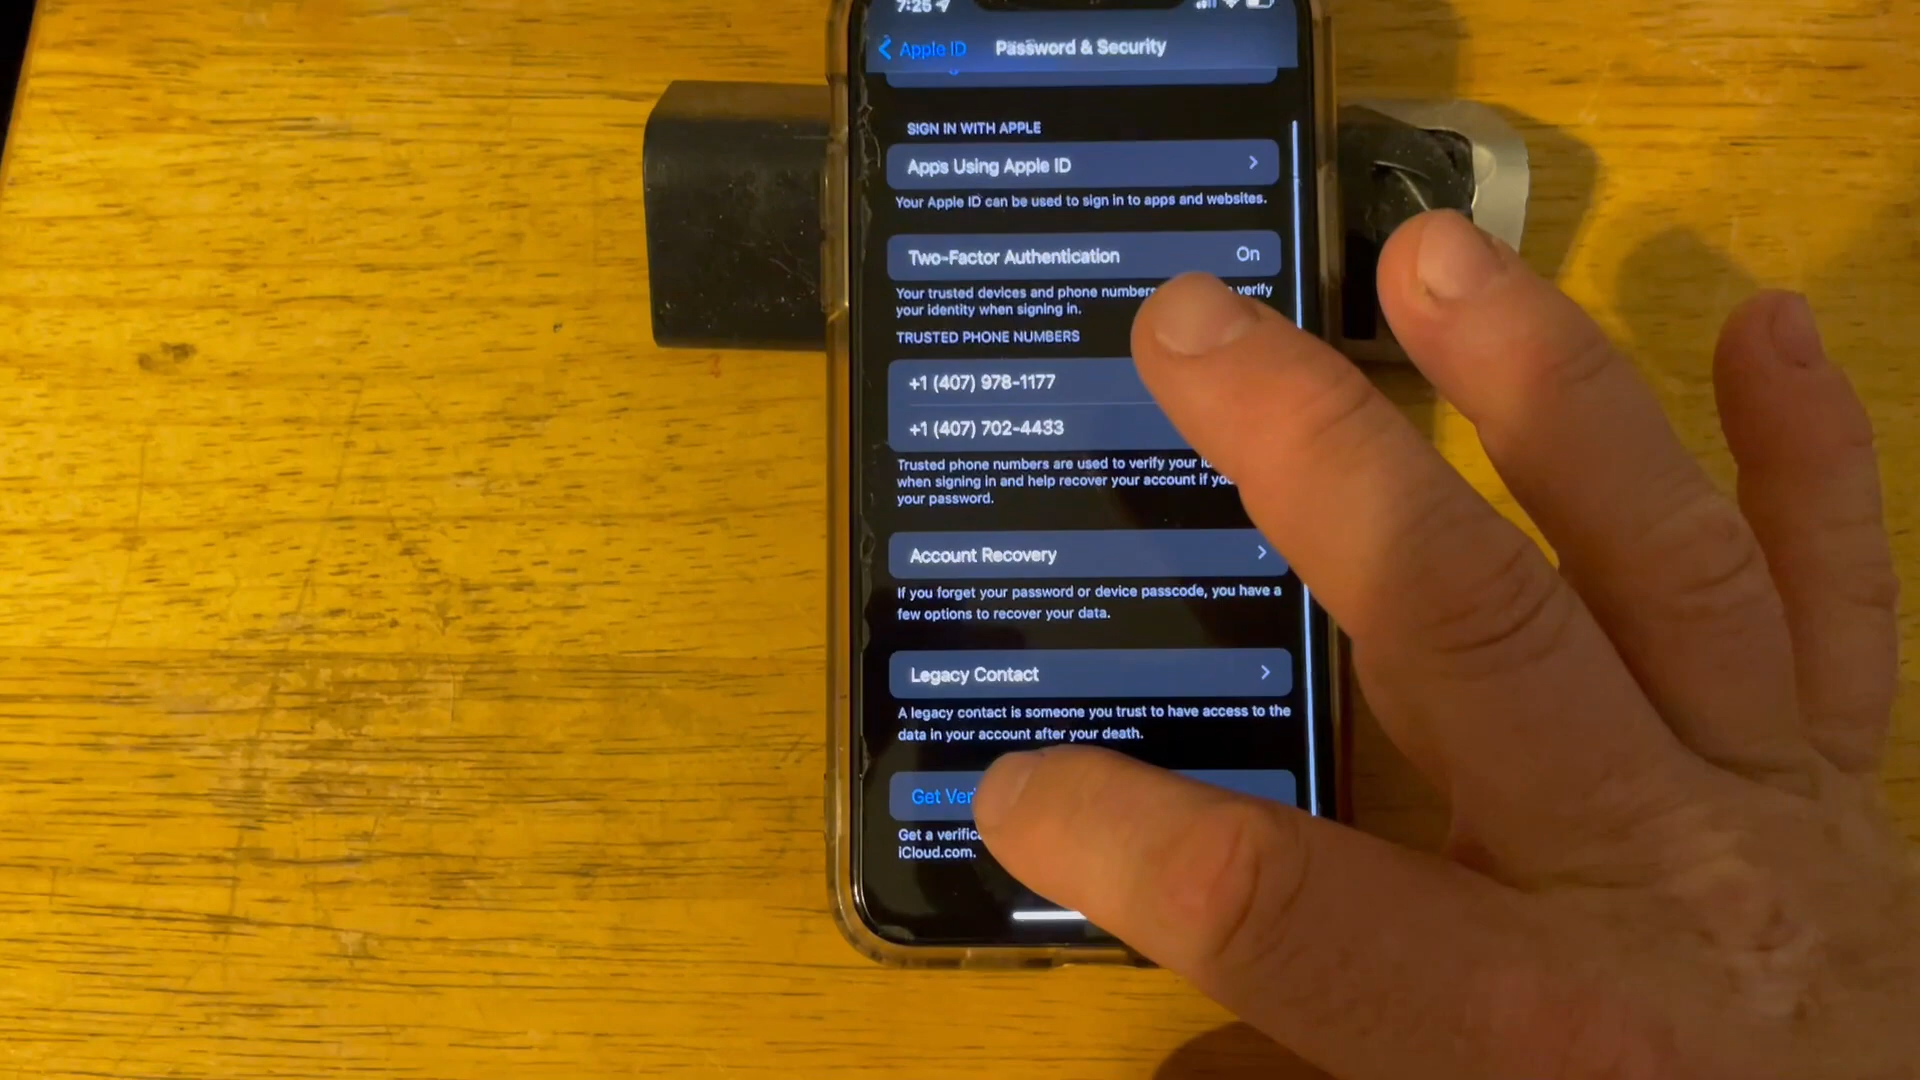 7:25
Apple ID
Password & Security
SIGN IN WITH APPLE
Apps Using Apple ID
Your Apple ID can be used to sign in to apps and websites.
Two-Factor Authentication On
Your trusted devices and phone numbers verify
your identity when signing in.
TRUSTED PHONE NUMBERS
+1 (407) 978-1177
+1 (407) 702-4433
Trusted phone numbers are used to verify your
when signing in and help recover your account if
your password.
Account Recovery
If you forget your password or device passcode, you have a
few options to recover your data.
Legacy Contact
A legacy contact is someone you trust to have access to the
data in your account after your death.
Get
Get a
iCloud.com.